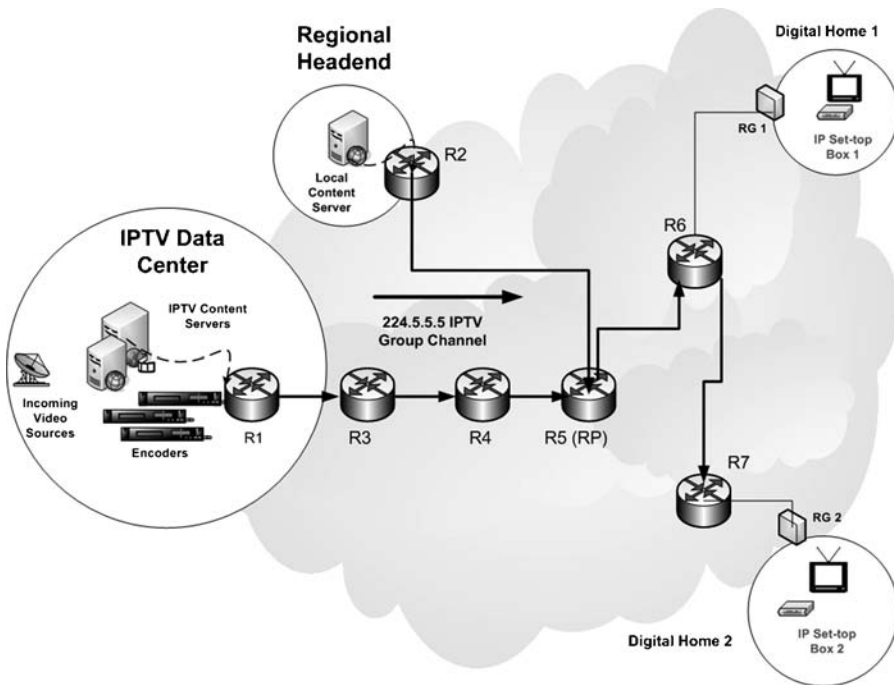 Regional
Headend
Digital Home 1
RG 1
IP Set-top
Box 1
R2
Local
Content
Server
IPTV Data
Center
R6
IPTV Content
Servers
224.5.5.5 IPTV
Group Channel
Incoming
Video
Sources
Encoders
R1
R3
R4
R5 (RP)
R7
RG 2
Digital Home 2
IP Set-top
Box 2